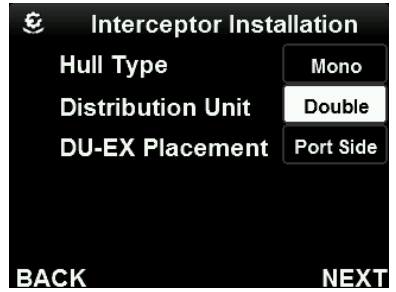 Interceptor Installation
Hull Type Mono
Distribution Unit Double
DU-EX Placement Port Side
BACK NEXT